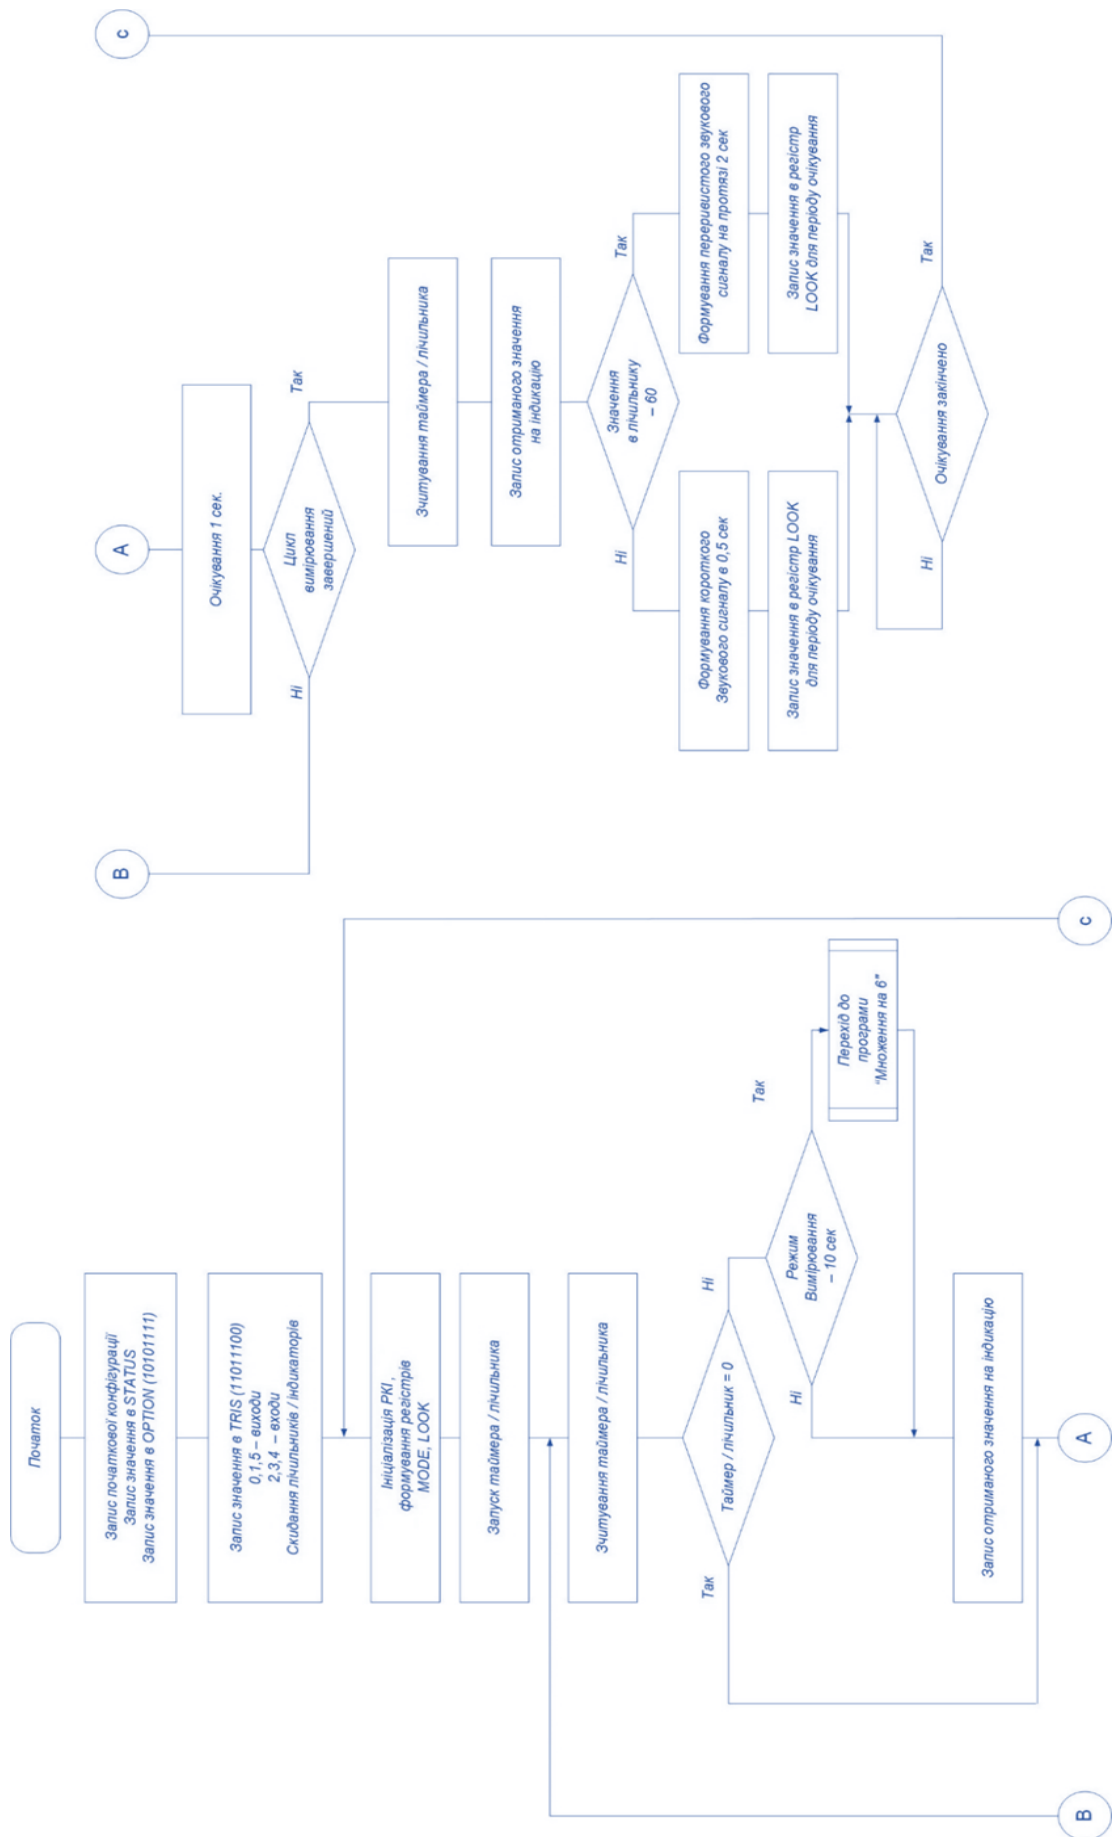 Початок
Запис початкової конфігурації
Запис значення в STATUS
Запис значення в OPTION (10101111)
Запис значення в TRIS (11011100)
0,1,5 – виходи
2,3,4 – входи
Скидання лічильників / індикаторів
Ініціалізація РКІ,
формування регістрів
MODE, LOOK
Запуск таймера / лічильника
Зчитування таймера / лічильника
Таймер / лічильник = 0
Так
Ні
Режим
Вимірювання
– 10 сек
Ні
Так
Перехід до
програми
“Множення на 6”
Запис отриманого значення на індикацію
B
A
c
B
A
c
Очікування 1 сек.
Цикл
вимірювання
завершений
Ні
Так
Зчитування таймера / лічильника
Запис отриманого значення
на індикацію
Значення
в лічильнику
– 60
Ні
Так
Формування короткого
Звукового сигналу в 0,5 сек
Запис значення в регістр LOOK
для періоду очікування
Формування переривистого звукового
сигналу на протязі 2 сек
Запис значення в регістр
LOOK для періоду очікування
Очікування закінчено
Ні
Так